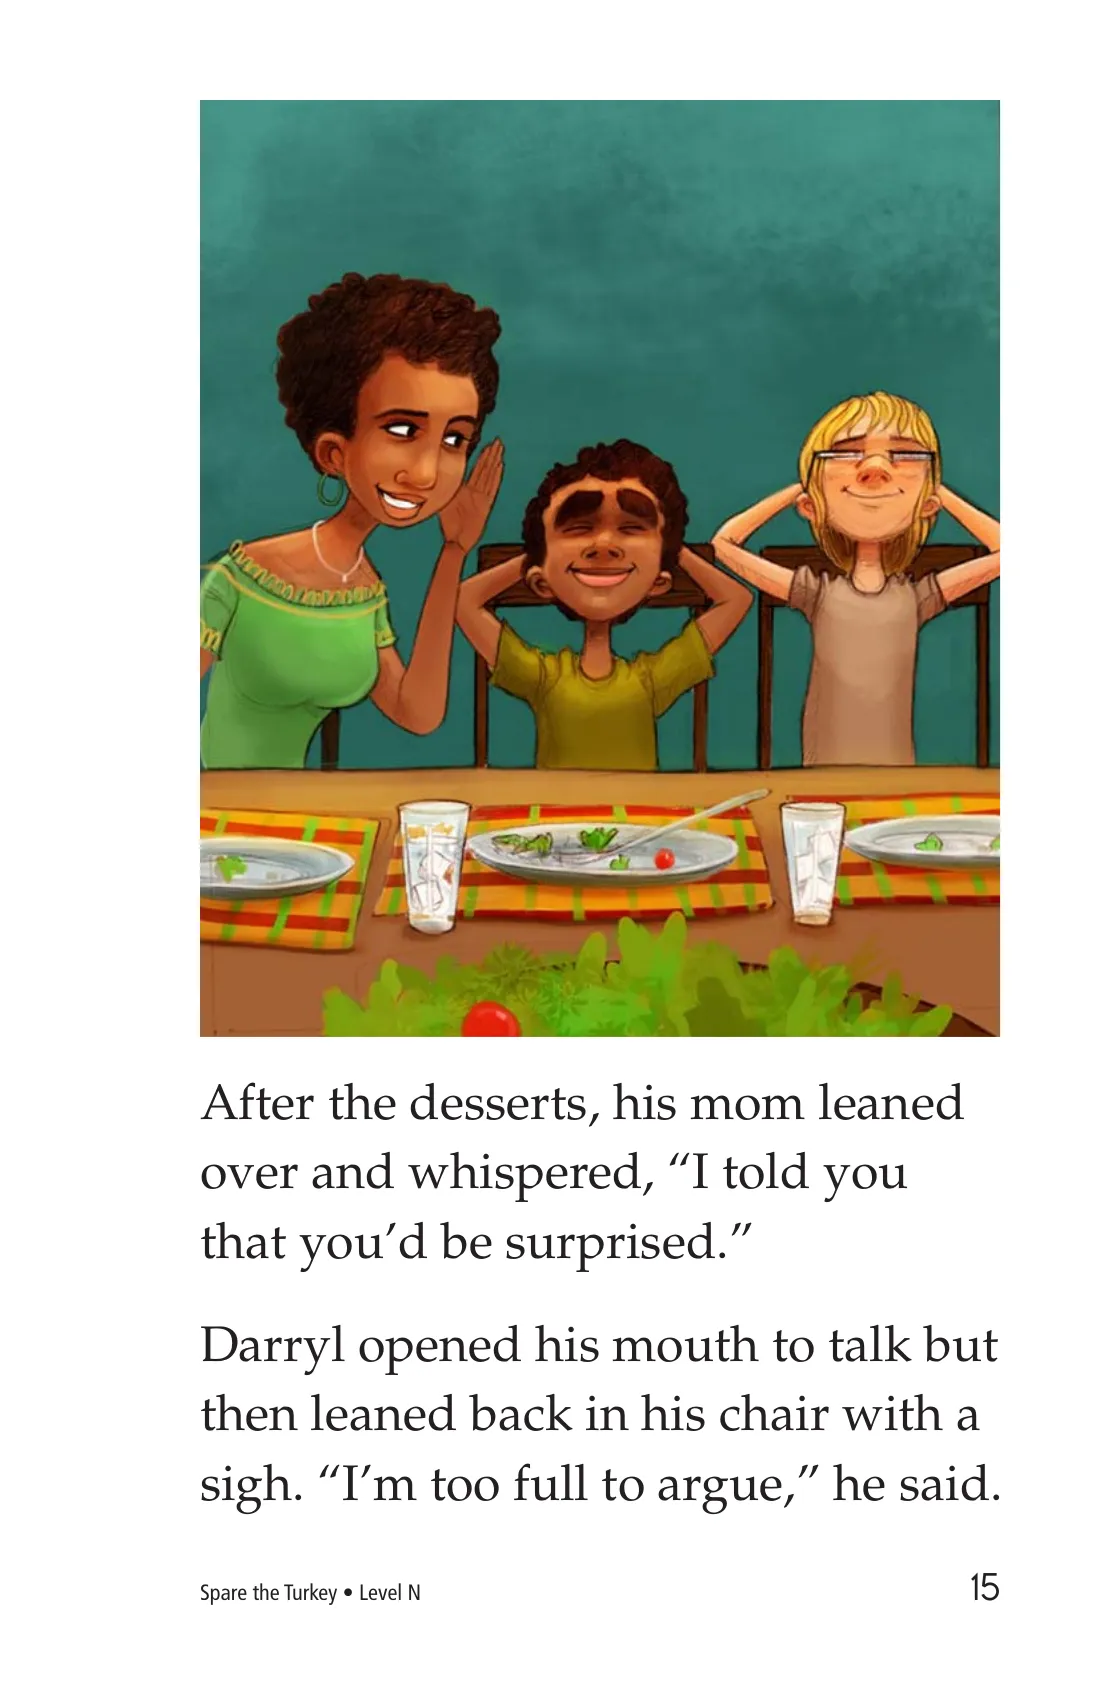 After the desserts, his mom leaned
over and whispered, “I told you
that you’d be surprised.”
Darryl opened his mouth to talk but
then leaned back in his chair with a
sigh. “I’m too full to argue,” he said.
Spare the Turkey • Level N
15